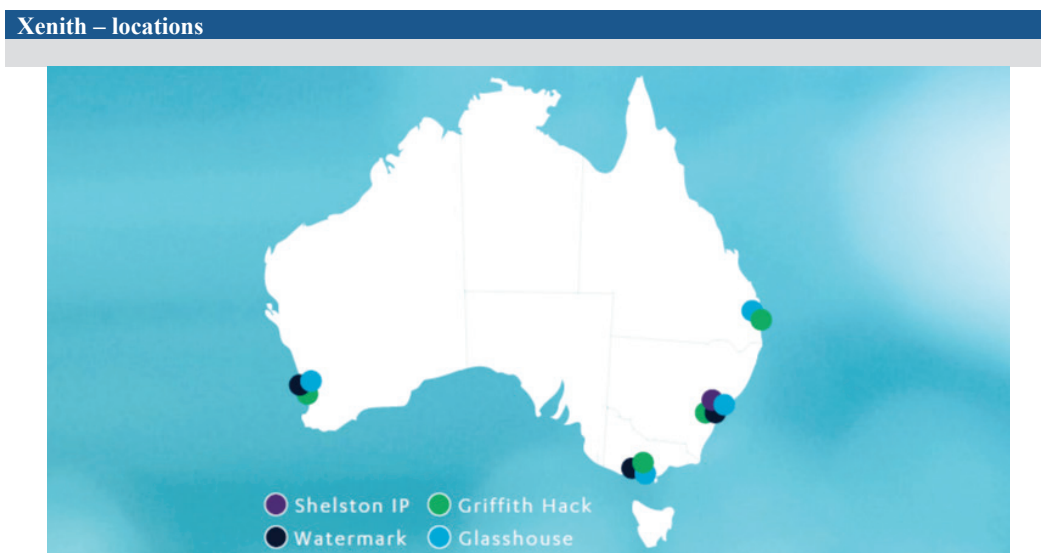 Xenith – locations
Shelston IP Griffith Hack
Watermark Glasshouse